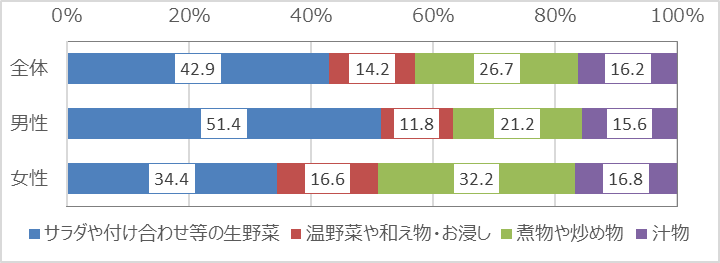 0% 20% 40% 60% 80% 100%
全体 42.9 14.2 26.7 16.2
男性 51.4 11.8 21.2 15.6
女性 34.4 16.6 32.2 16.8
サラダや付け合わせ等の生野菜 温野菜や和え物・お浸し 煮物や炒め物 汁物